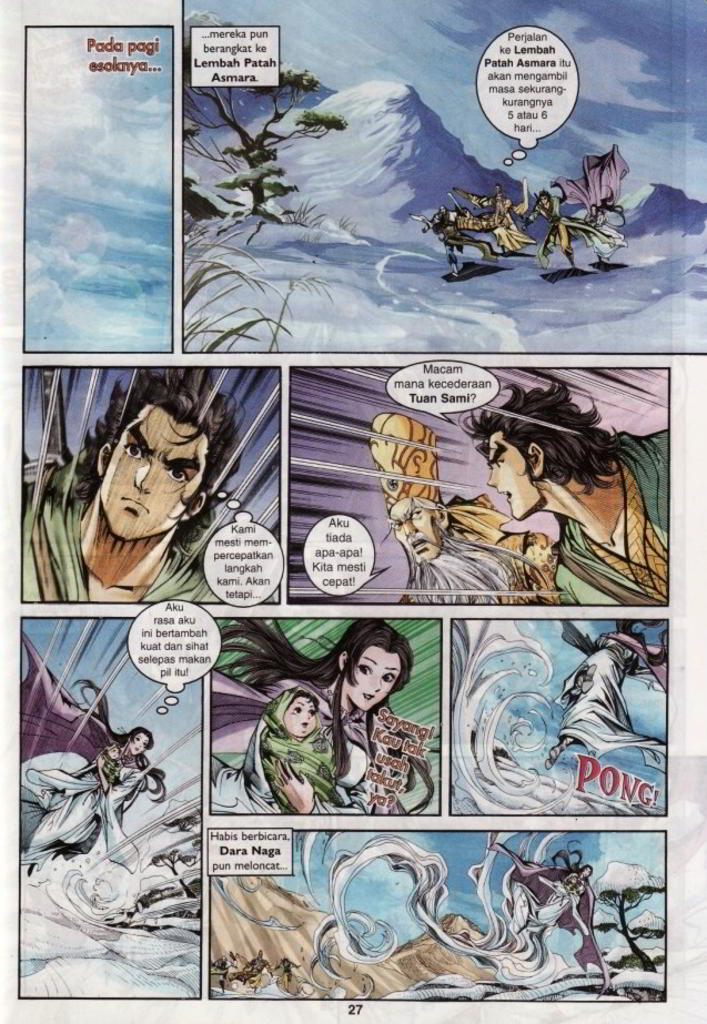 Pada pagi
esoknya...
...mereka pun
berangkat ke
Lembah Patah
Asmara.
Perjalan
ke Lembah
Patah Asmara itu
akan mengambil
masa sekurang-
kurangnya
5 atau 6
hari...
Kami
mesti mem-
percepatkan
langkah
kami. Akan
tetapi...
Macam
mana kecederaan
Tuan Sami?
Aku
tiada
apa-apa!
Kita mesti
cepat!
Aku
rasa aku
ini bertambah
kuat dan sihat
selepas makan
pil itu!
Sayang!
Kau tak
usah
takut,
ya?
PONG!
Habis berbicara,
Dara Naga
pun meloncat...
27